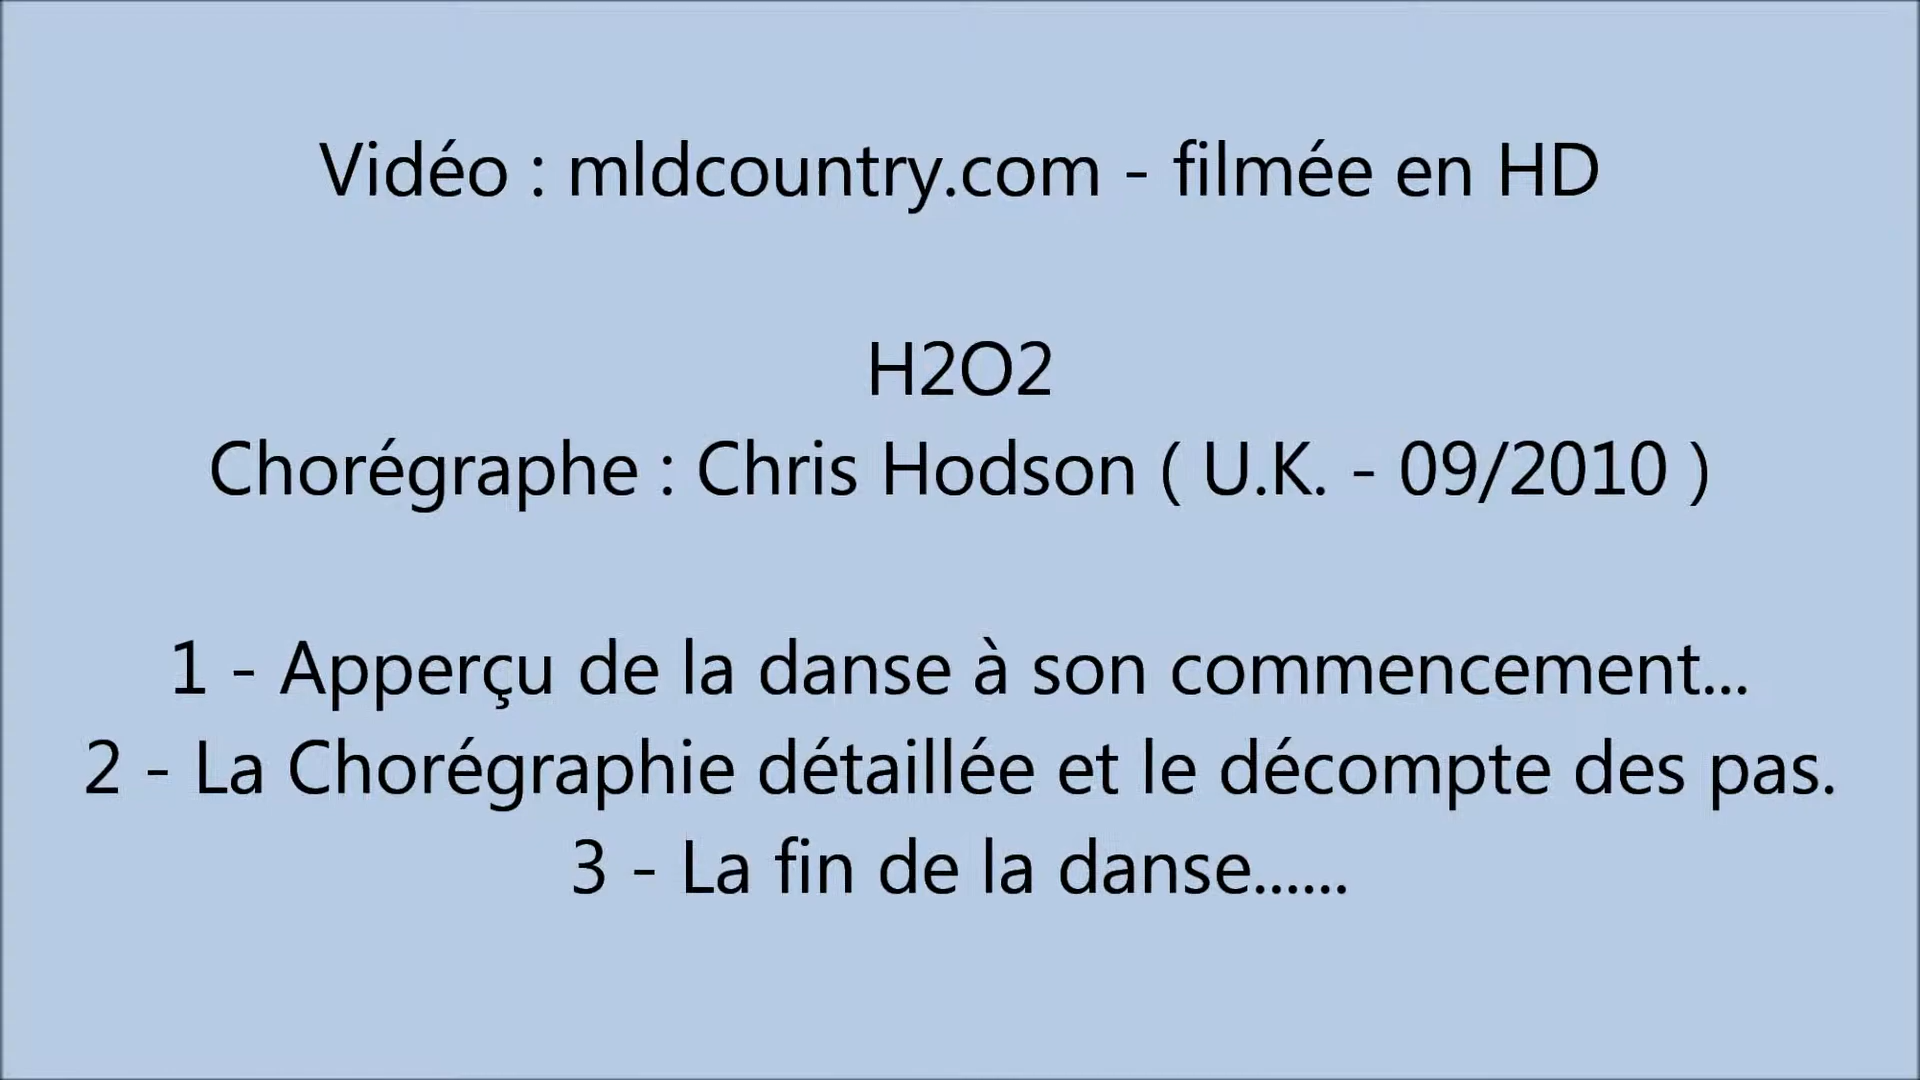 Vidéo : mldcountry.com - filmée en HD
H2O2
Chorégraphe : Chris Hodson ( U.K. - 09/2010 )
1 - Apperçu de la danse à son commencement...
2 - La Chorégraphie détaillée et le décompte des pas.
3 - La fin de la danse......